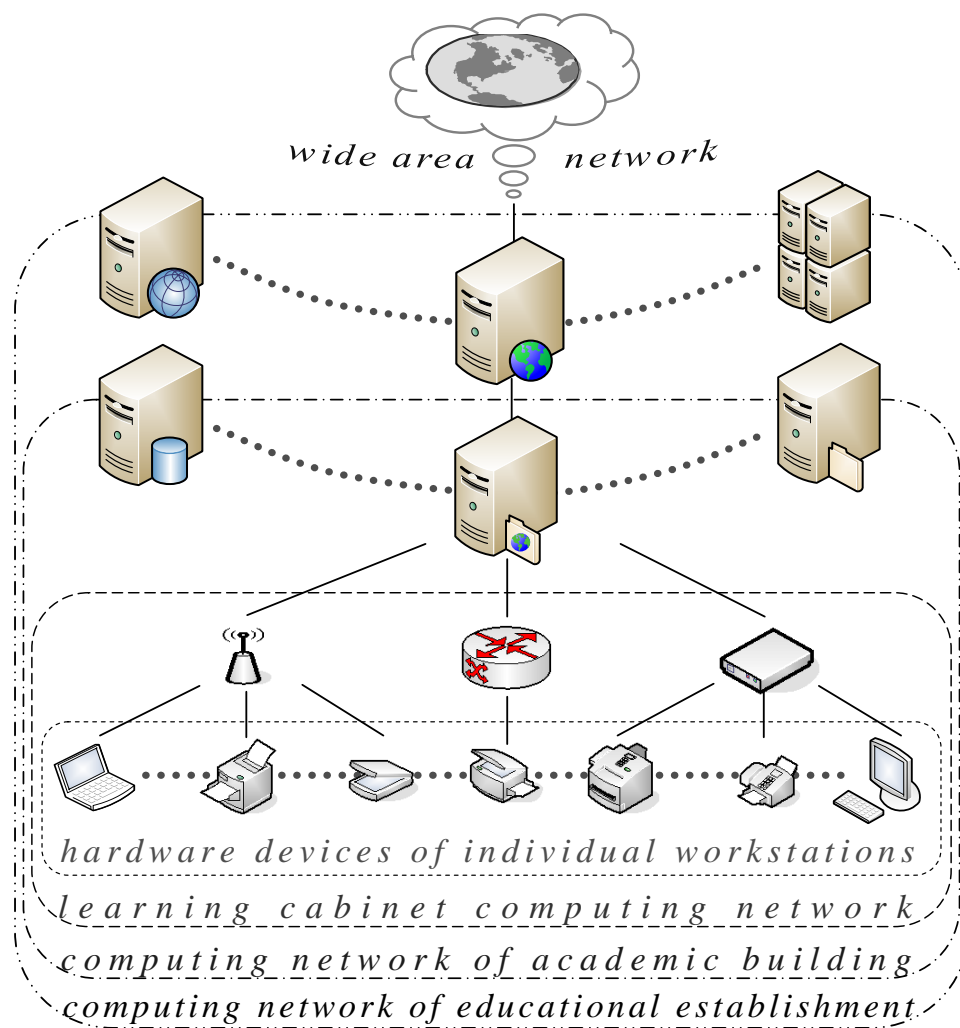 wide area network
hardware devices of individual workstations
learning cabinet computing network
computing network of academic building
computing network of educational establishment